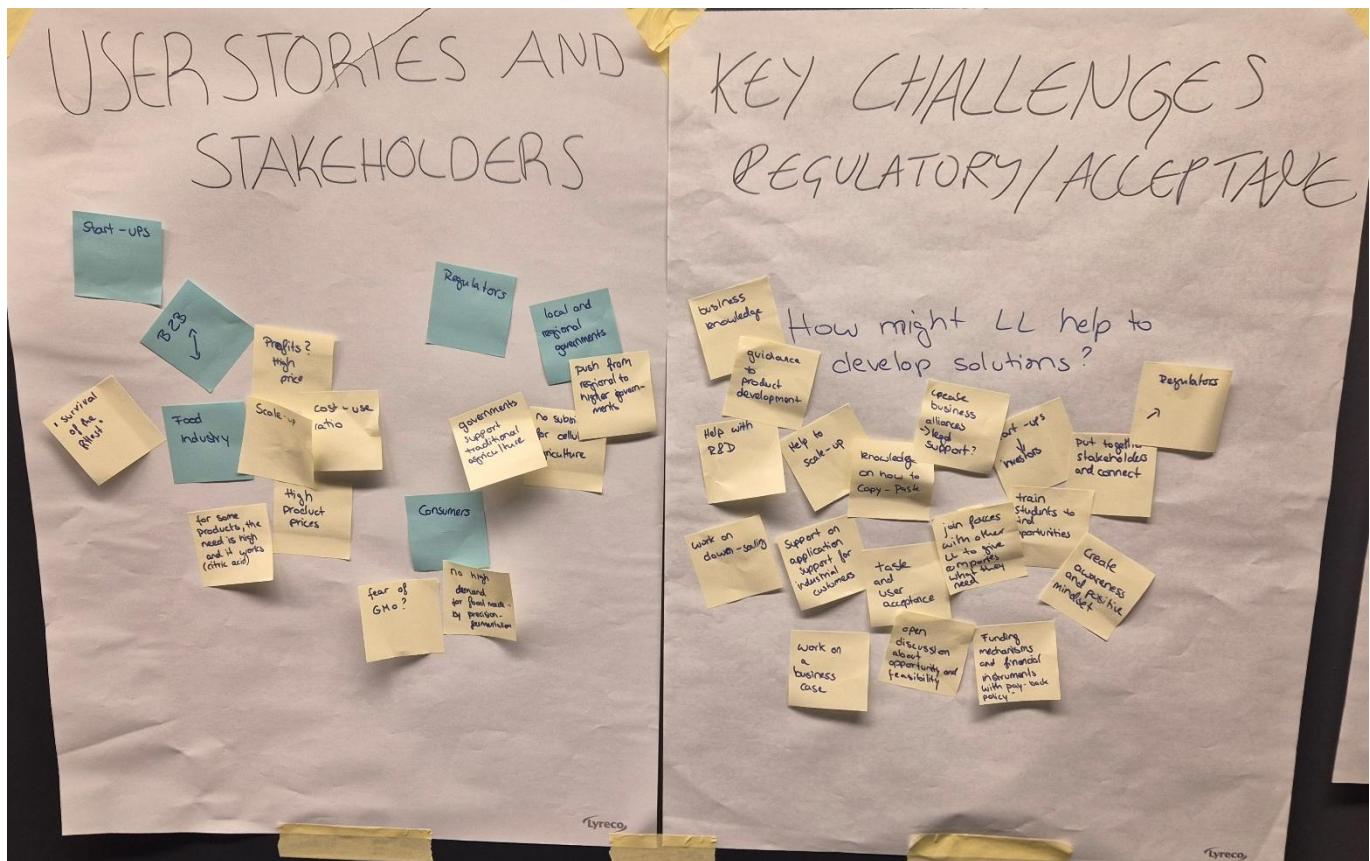 USER STORIES AND
STAKEHOLDERS
Start-ups
B2B
Profits?
High
price
"survival
of the
fittest"
Food
industry
Scale-up
cost-use
ratio
High
Product
prices
for some
products, the
need is high
and it works
(citric acid)
Regulators
local and
regional
governments
push from
regional to
higher govern-
ments
governments
support
traditional
agriculture
no subsi
for cellul
riculture
Consumers
fear of
GMO?
no high
demand
for food made
by precision-
fermentation
Lyreco
KEY CHALLENGES
REGULATORY/ACCEPTANE
How might LL help to
develop solutions?
business
knowledge
guidance
to
product
development
Help with
R&D
Help to
scale-up
knowledge
on how to
Copy-Paste
create
business
alliances
→ legal
support?
art-ups
investors
put together
stakeholders
and connect
Regulators
work on
down-scaling
Support on
application
support for
industrial
customers
taste
and
user
acceptance
join forces
with other
LL to give
companies
what they
need
train
students to
find
opportunities
Create
awareness
and positive
mindset
work on
a
business
case
open
discussion
about
opportunity and
feasibility
Funding
mechanisms
and financial
instruments
with pay-back
policy
Lyreco